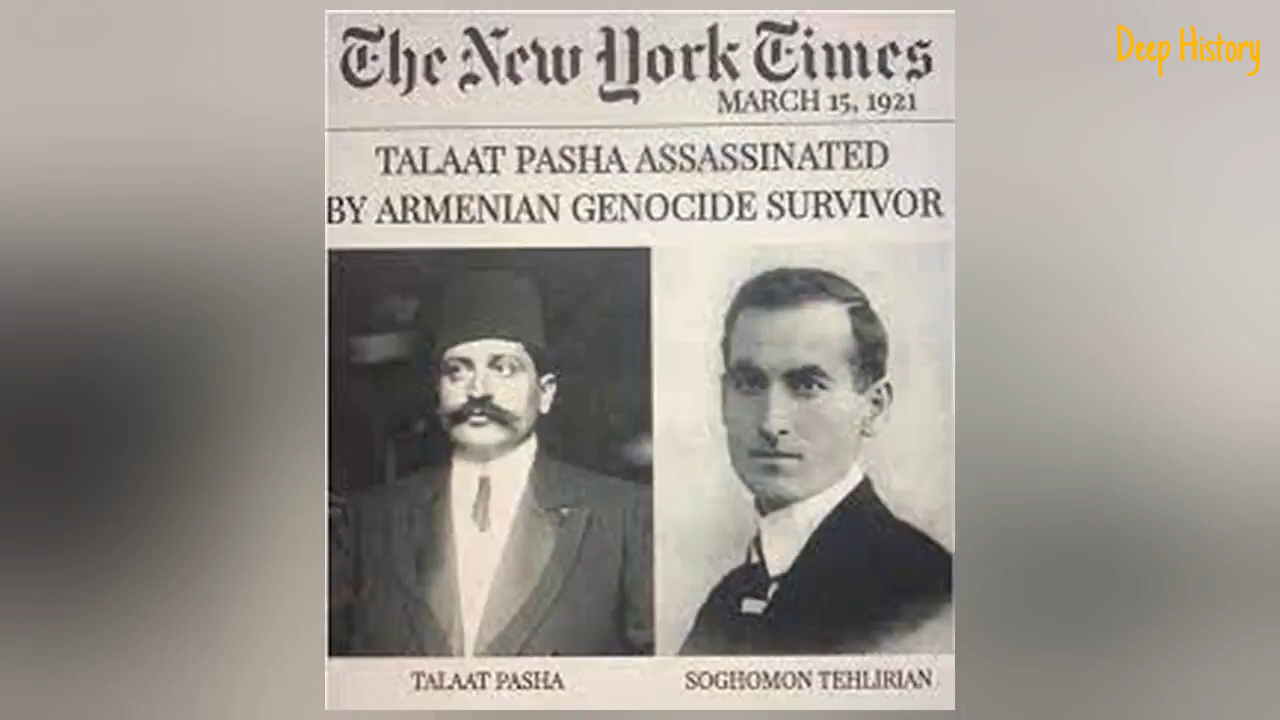 Deep History
The New York Times
MARCH 15, 1921
TALAAT PASHA ASSASSINATED
BY ARMENIAN GENOCIDE SURVIVOR
TALAAT PASHA
SOGHOMON TEHLIRIAN